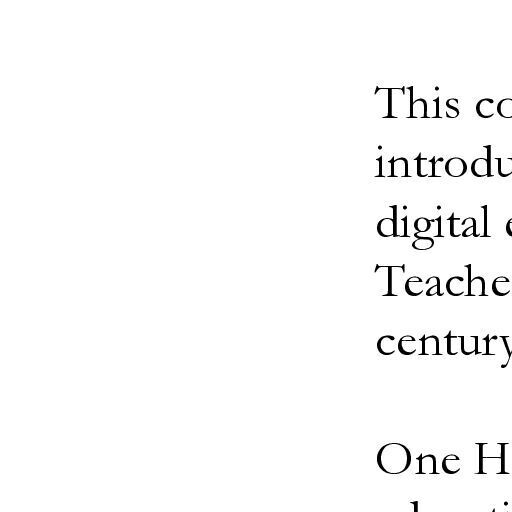 This co
introdu
digital e
Teache
century
One H